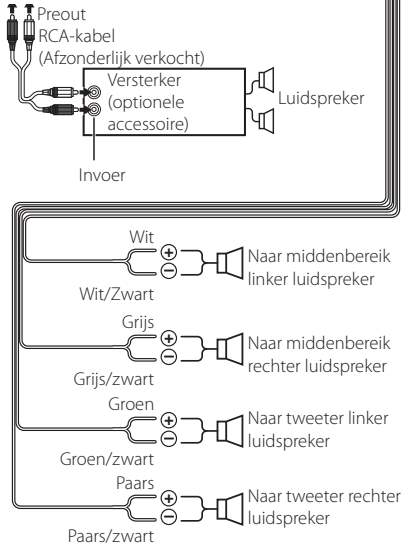 Preout
RCA-kabel
(Afzonderlijk verkocht)
Versterker
(optionele
accessoire)
Luidspreker
Invoer
Wit
Naar middenbereik
linker luidspreker
Wit/Zwart
Grijs
Naar middenbereik
rechter luidspreker
Grijs/zwart
Groen
Naar tweeter linker
luidspreker
Groen/zwart
Paars
Naar tweeter rechter
luidspreker
Paars/zwart